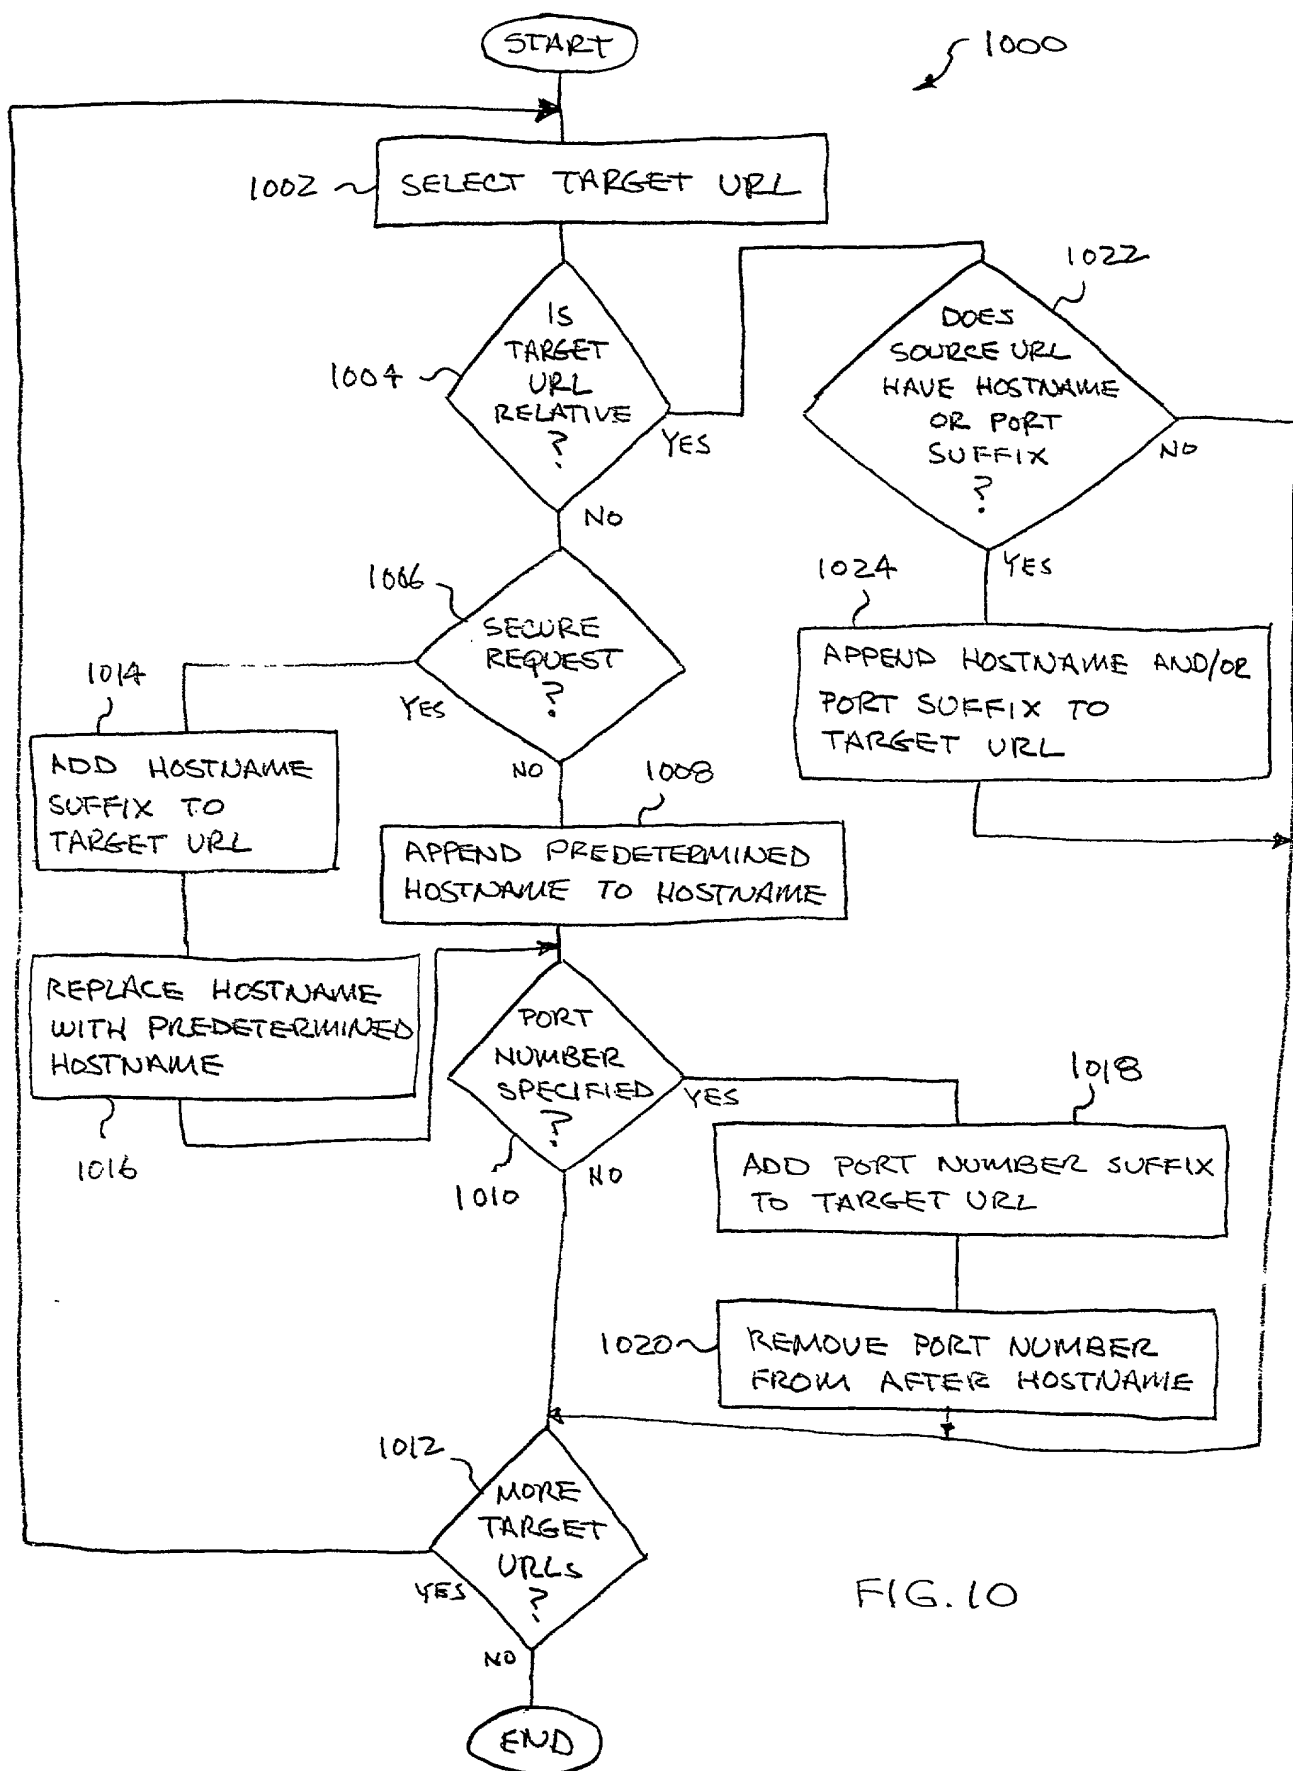 START
1000
1002
SELECT TARGET URL
1022
IS
TARGET
URL
RELATIVE
?
1004
YES
NO
DOES
SOURCE URL
HAVE HOSTNAME
OR PORT
SUFFIX
?
NO
YES
1006
SECURE
REQUEST
?
YES
NO
1024
APPEND HOSTNAME AND/OR
PORT SUFFIX TO
TARGET URL
1014
ADD HOSTNAME
SUFFIX TO
TARGET URL
1008
APPEND PREDETERMINED
HOSTNAME TO HOSTNAME
REPLACE HOSTNAME
WITH PREDETERMINED
HOSTNAME
1016
PORT
NUMBER
SPECIFIED
?
YES
1010
NO
1018
ADD PORT NUMBER SUFFIX
TO TARGET URL
1020
REMOVE PORT NUMBER
FROM AFTER HOSTNAME
1012
MORE
TARGET
URLS
?
YES
NO
FIG. 10
END